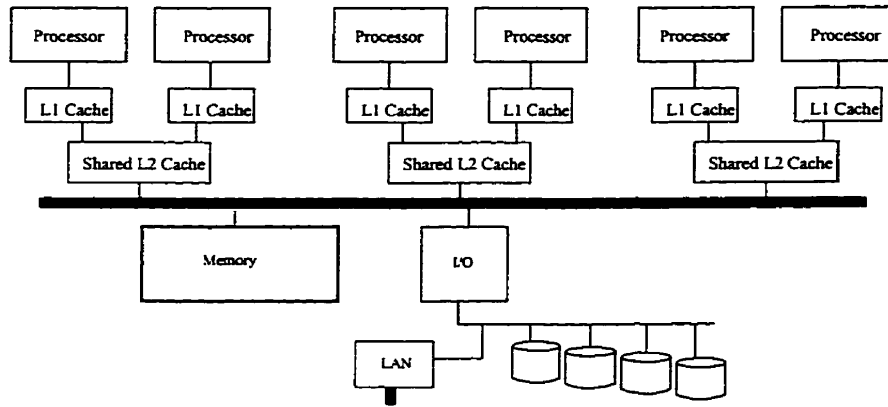 Processor Processor Processor Processor Processor Processor
L1 Cache L1 Cache L1 Cache L1 Cache L1 Cache L1 Cache
Shared L2 Cache Shared L2 Cache Shared L2 Cache
Memory I/O
LAN